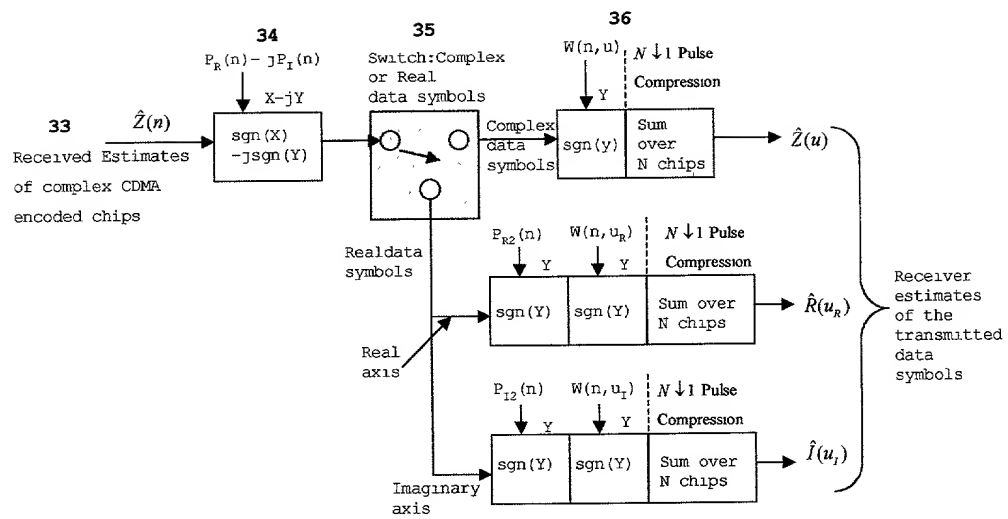 34
35
36
P_R(n)- jP_I(n)
X-jY
33
Ẑ(n)
Received Estimates
of complex CDMA
encoded chips
sgn(X)
-jsgn(Y)
Switch:Complex
or Real
data symbols
Complex
data
symbols
W(n,u)
Y
N ↓1 Pulse
Compression
sgn(y)
Sum
over
N chips
Ẑ(u)
Realdata
symbols
Real
axis
P_R2(n)
Y
W(n,u_R)
Y
N ↓1 Pulse
Compression
sgn(Y)
sgn(Y)
Sum over
N chips
R̂(u_R)
Imaginary
axis
P_I2(n)
Y
W(n,u_I)
Y
N ↓1 Pulse
Compression
sgn(Y)
sgn(Y)
Sum over
N chips
Î(u_I)
Receiver
estimates
of the
transmitted
data
symbols